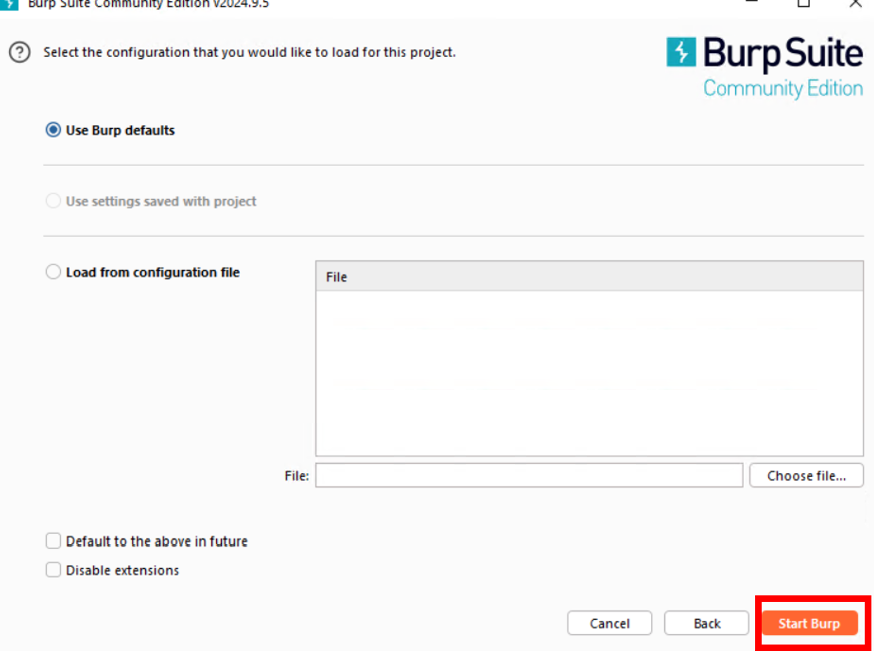 Burp Suite Community Edition v2024.9.5
Select the configuration that you would like to load for this project.
Burp Suite
Community Edition
Use Burp defaults
Use settings saved with project
Load from configuration file
File
File:
Choose file...
Default to the above in future
Disable extensions
Cancel
Back
Start Burp